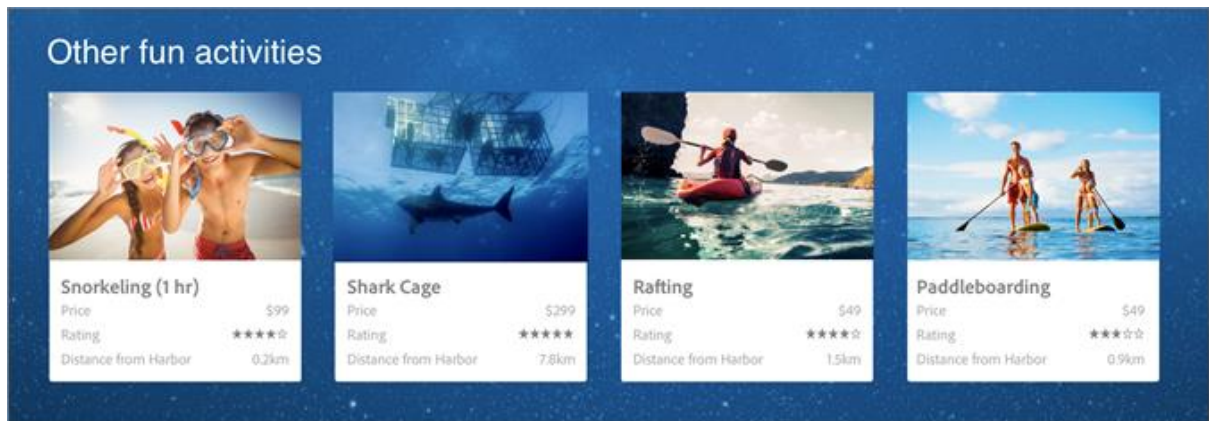 Other fun activities
Snorkeling (1 hr)
Price $99
Rating ★★★★☆
Distance from Harbor 0.2km
Shark Cage
Price $299
Rating ★★★★★
Distance from Harbor 7.8km
Rafting
Price $49
Rating ★★★★☆
Distance from Harbor 1.5km
Paddleboarding
Price $49
Rating ★★★☆☆
Distance from Harbor 0.9km